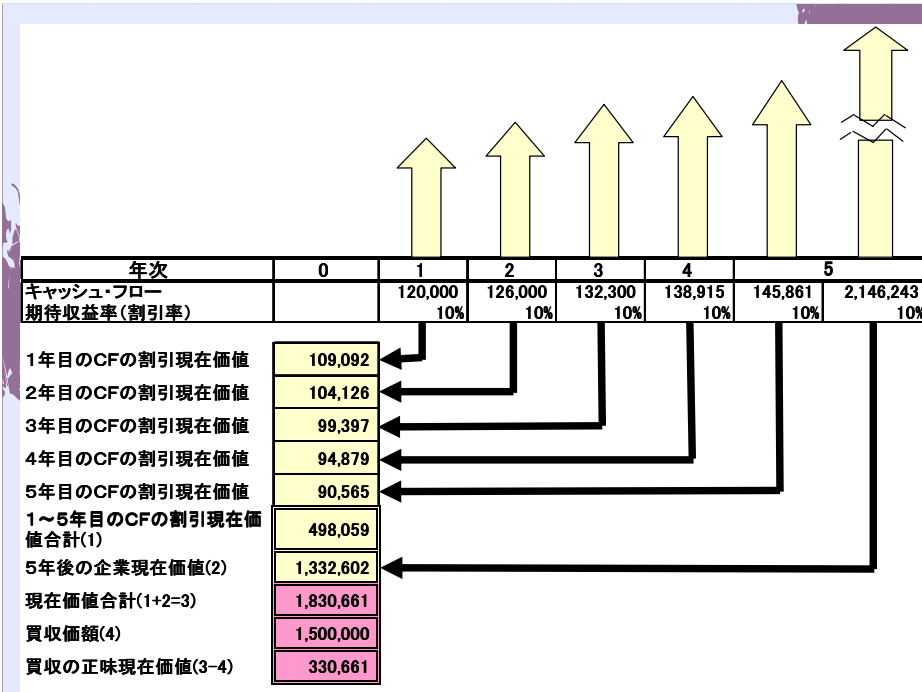 年次 0 1 2 3 4 5
キャッシュ・フロー 120,000 126,000 132,300 138,915 145,861 2,146,243
期待収益率(割引率) 10% 10% 10% 10% 10% 10%
1年目のCFの割引現在価値 109,092
2年目のCFの割引現在価値 104,126
3年目のCFの割引現在価値 99,397
4年目のCFの割引現在価値 94,879
5年目のCFの割引現在価値 90,565
1～5年目のCFの割引現在価
値合計(1) 498,059
5年後の企業現在価値(2) 1,332,602
現在価値合計(1+2=3) 1,830,661
買収価額(4) 1,500,000
買収の正味現在価値(3-4) 330,661